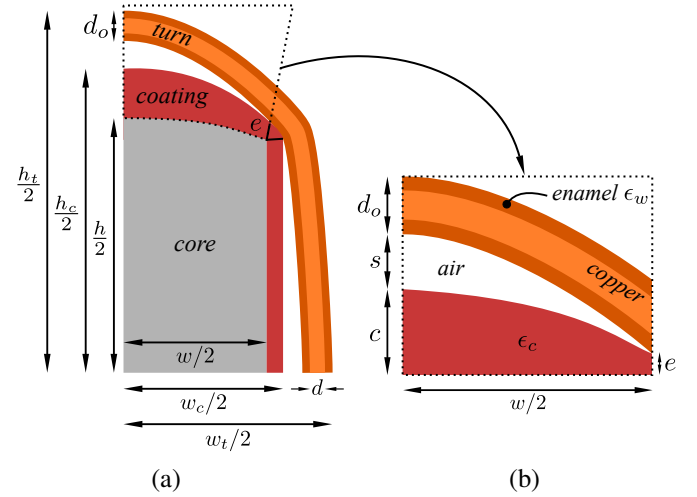 d_o
turn
coating
e
h_t/2
h_c/2
h/2
core
w/2
w_c/2
d
w_t/2
(a)
enamel ϵ_w
d_o
copper
s
air
c
ϵ_c
e
w/2
(b)